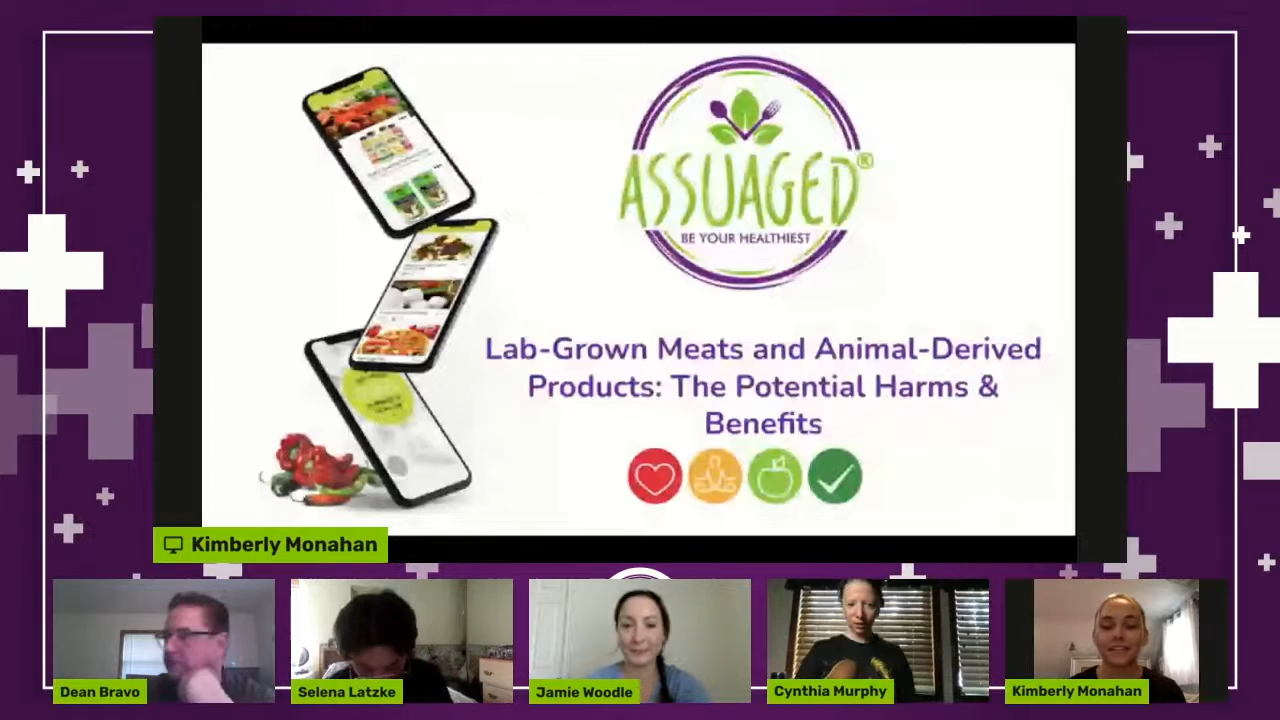 ASSUAGED®
BE YOUR HEALTHIEST
Lab-Grown Meats and Animal-Derived
Products: The Potential Harms &
Benefits
Kimberly Monahan
Dean Bravo
Selena Latzke
Jamie Woodle
Cynthia Murphy
Kimberly Monahan